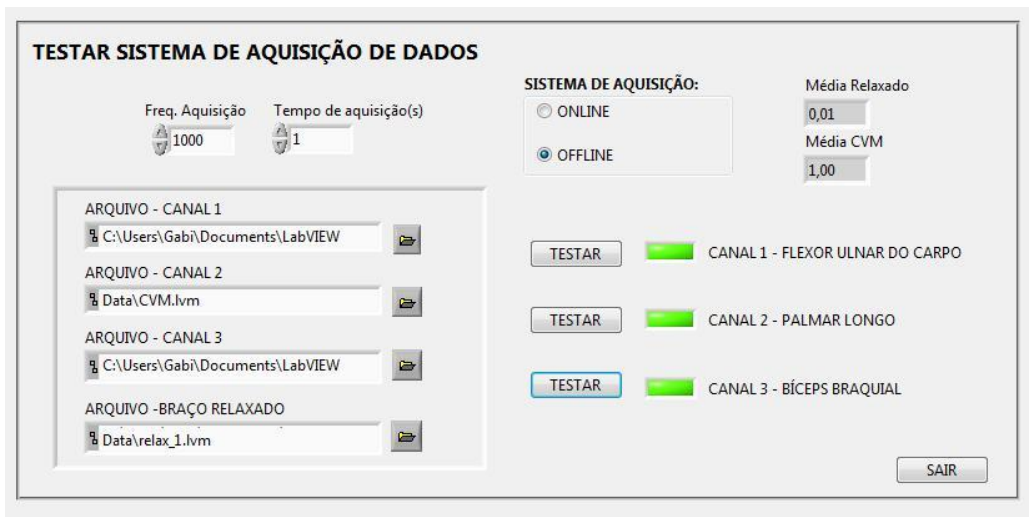 TESTAR SISTEMA DE AQUISIÇÃO DE DADOS
Freq. Aquisição
1000
Tempo de aquisição(s)
1
SISTEMA DE AQUISIÇÃO:
ONLINE
OFFLINE
Média Relaxado
0,01
Média CVM
1,00
ARQUIVO - CANAL 1
C:\Users\Gabi\Documents\LabVIEW
ARQUIVO - CANAL 2
Data\CVM.lvm
ARQUIVO - CANAL 3
C:\Users\Gabi\Documents\LabVIEW
ARQUIVO -BRAÇO RELAXADO
Data\relax_1.lvm
TESTAR
CANAL 1 - FLEXOR ULNAR DO CARPO
TESTAR
CANAL 2 - PALMAR LONGO
TESTAR
CANAL 3 - BÍCEPS BRAQUIAL
SAIR